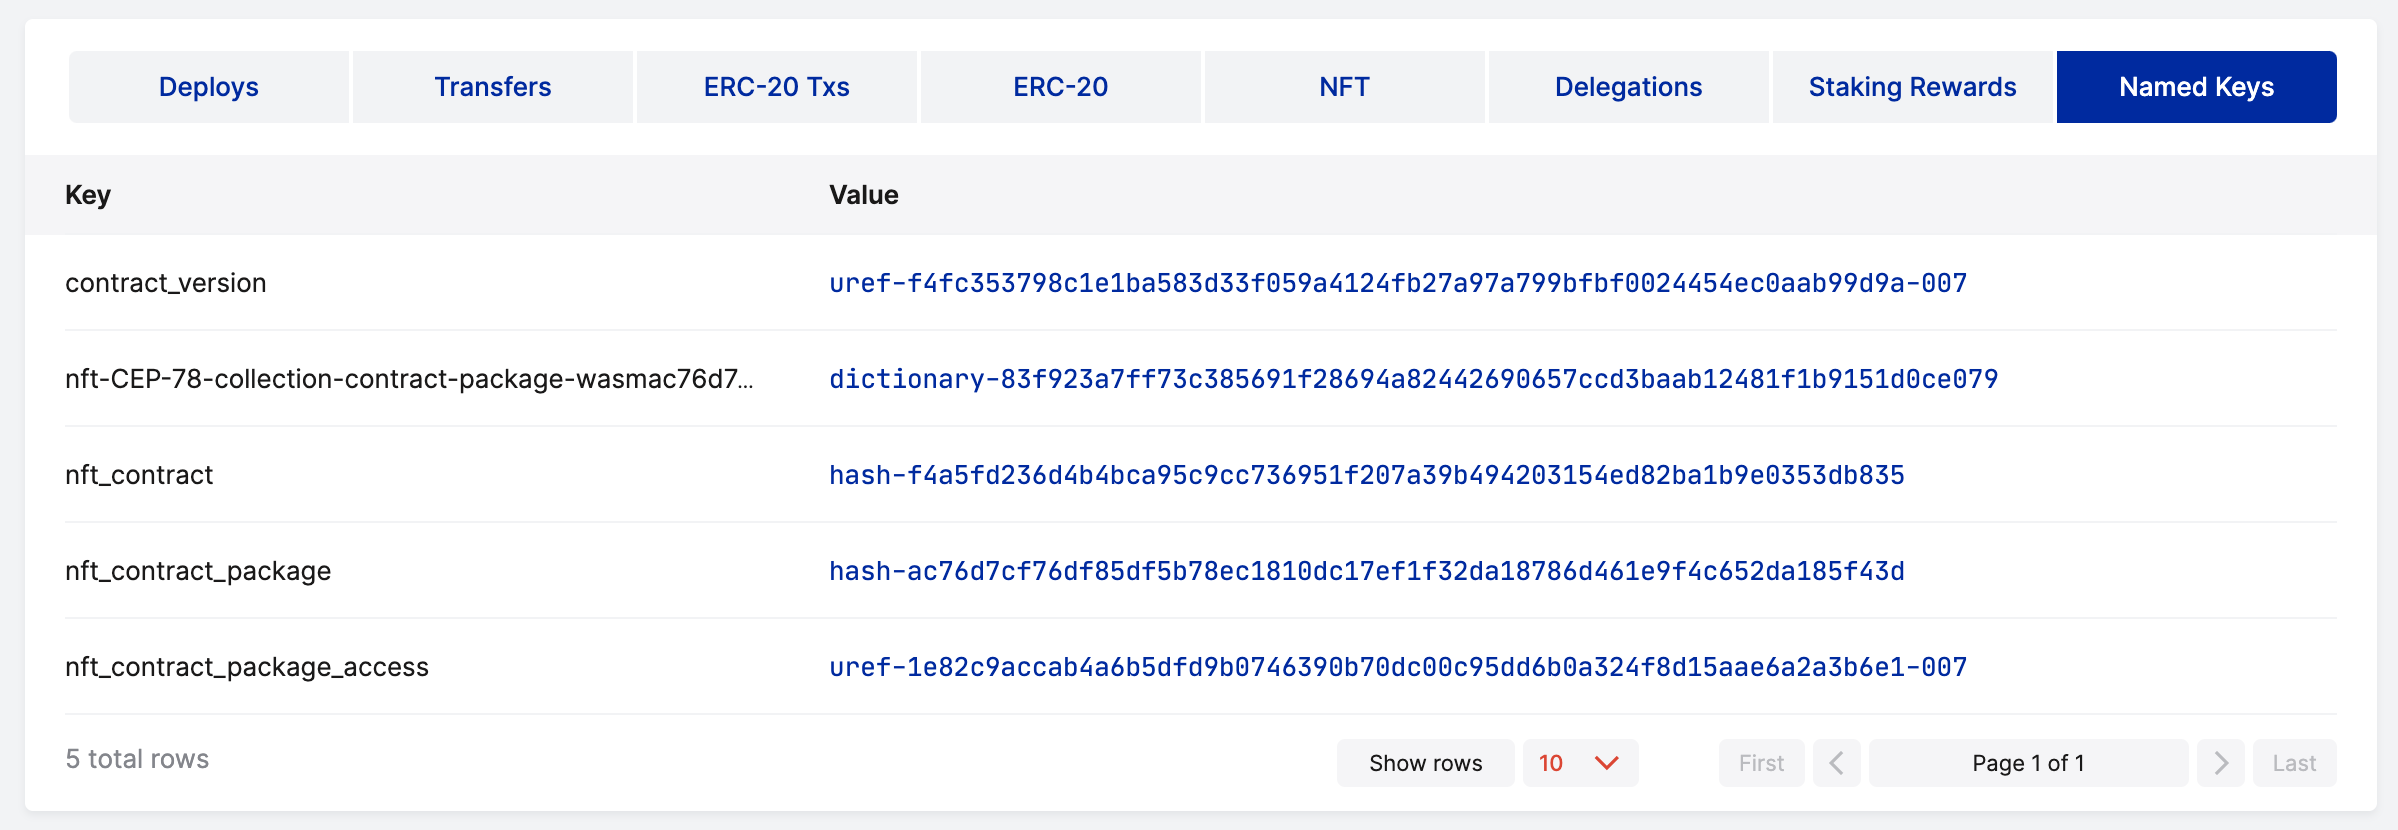 Deploys Transfers ERC-20 Txs ERC-20 NFT Delegations Staking Rewards Named Keys
Key Value
contract_version uref-f4fc353798c1e1ba583d33f059a4124fb27a97a799bfbf0024454ec0aab99d9a-007
nft-CEP-78-collection-contract-package-wasmac76d7... dictionary-83f923a7ff73c385691f28694a82442690657ccd3baab12481f1b9151d0ce079
nft_contract hash-f4a5fd236d4b4bca95c9cc736951f207a39b494203154ed82ba1b9e0353db835
nft_contract_package hash-ac76d7cf76df85df5b78ec1810dc17ef1f32da18786d461e9f4c652da185f43d
nft_contract_package_access uref-1e82c9accab4a6b5dfd9b0746390b70dc00c95dd6b0a324f8d15aae6a2a3b6e1-007
5 total rows Show rows 10 First Page 1 of 1 Last